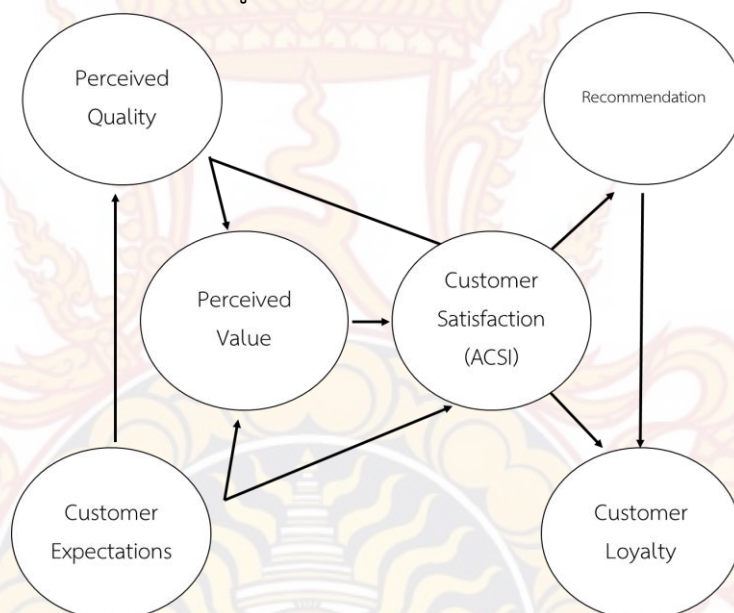 Perceived
Quality
Recommendation
Perceived
Value
Customer
Satisfaction
(ACSI)
Customer
Expectations
Customer
Loyalty